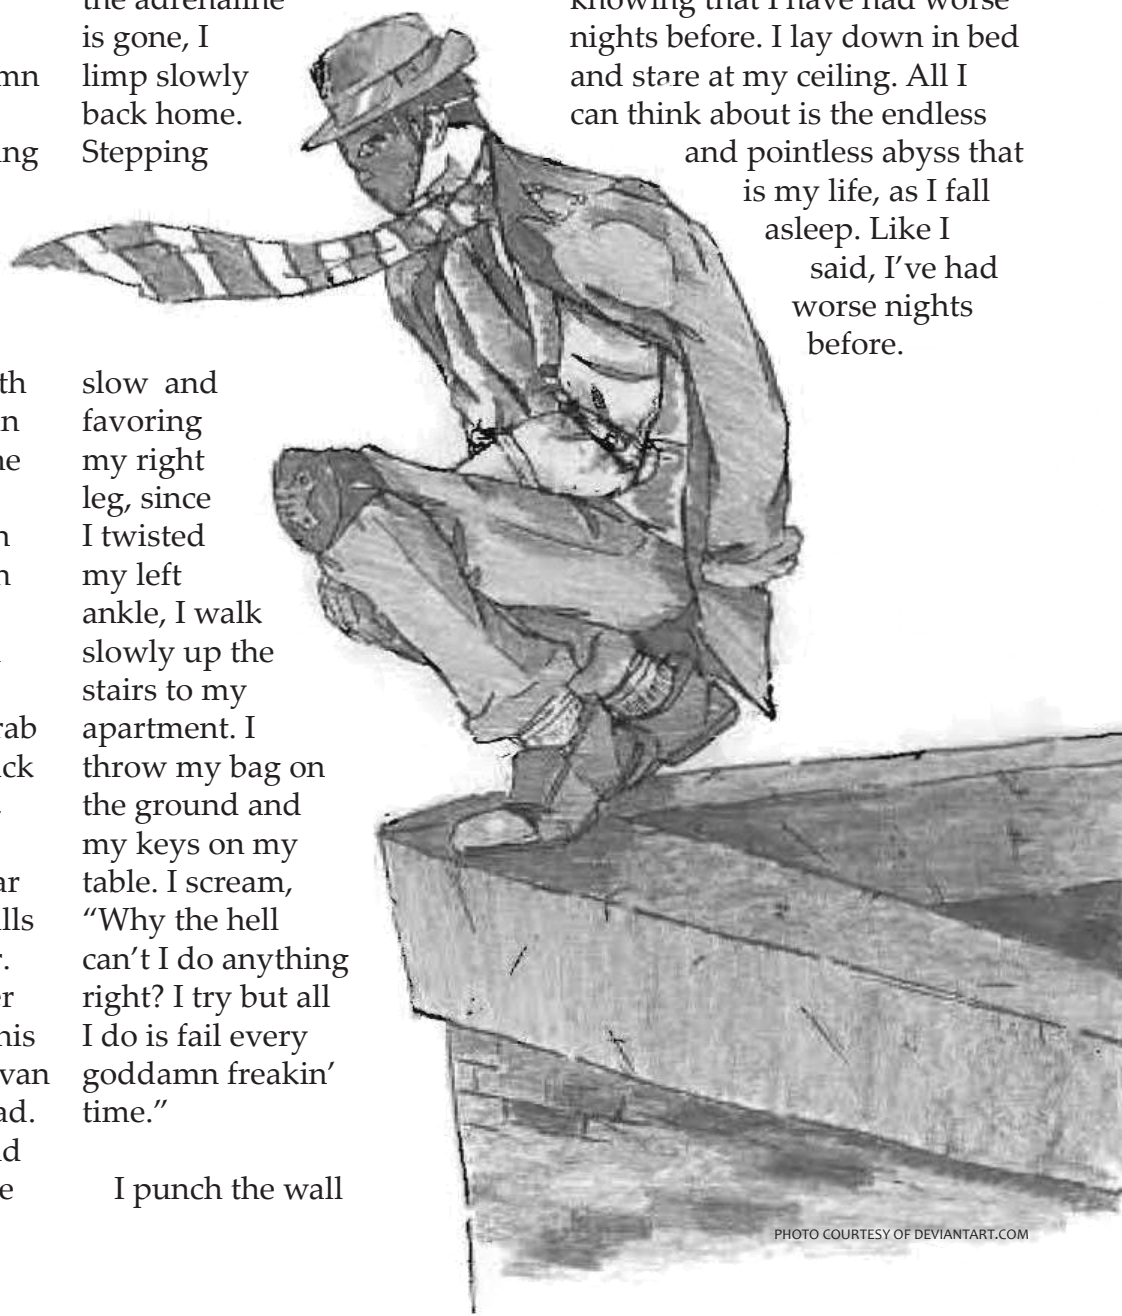 the adrenaline
is gone, I
limp slowly
back home.
Stepping
slow and
favoring
my right
leg, since
I twisted
my left
ankle, I walk
slowly up the
stairs to my
apartment. I
throw my bag on
the ground and
my keys on my
table. I scream,
“Why the hell
can’t I do anything
right? I try but all
I do is fail every
goddamn freakin’
time.”
I punch the wall
knowing that I have had worse
nights before. I lay down in bed
and stare at my ceiling. All I
can think about is the endless
and pointless abyss that
is my life, as I fall
asleep. Like I
said, I’ve had
worse nights
before.
PHOTO COURTESY OF DEVIANTART.COM